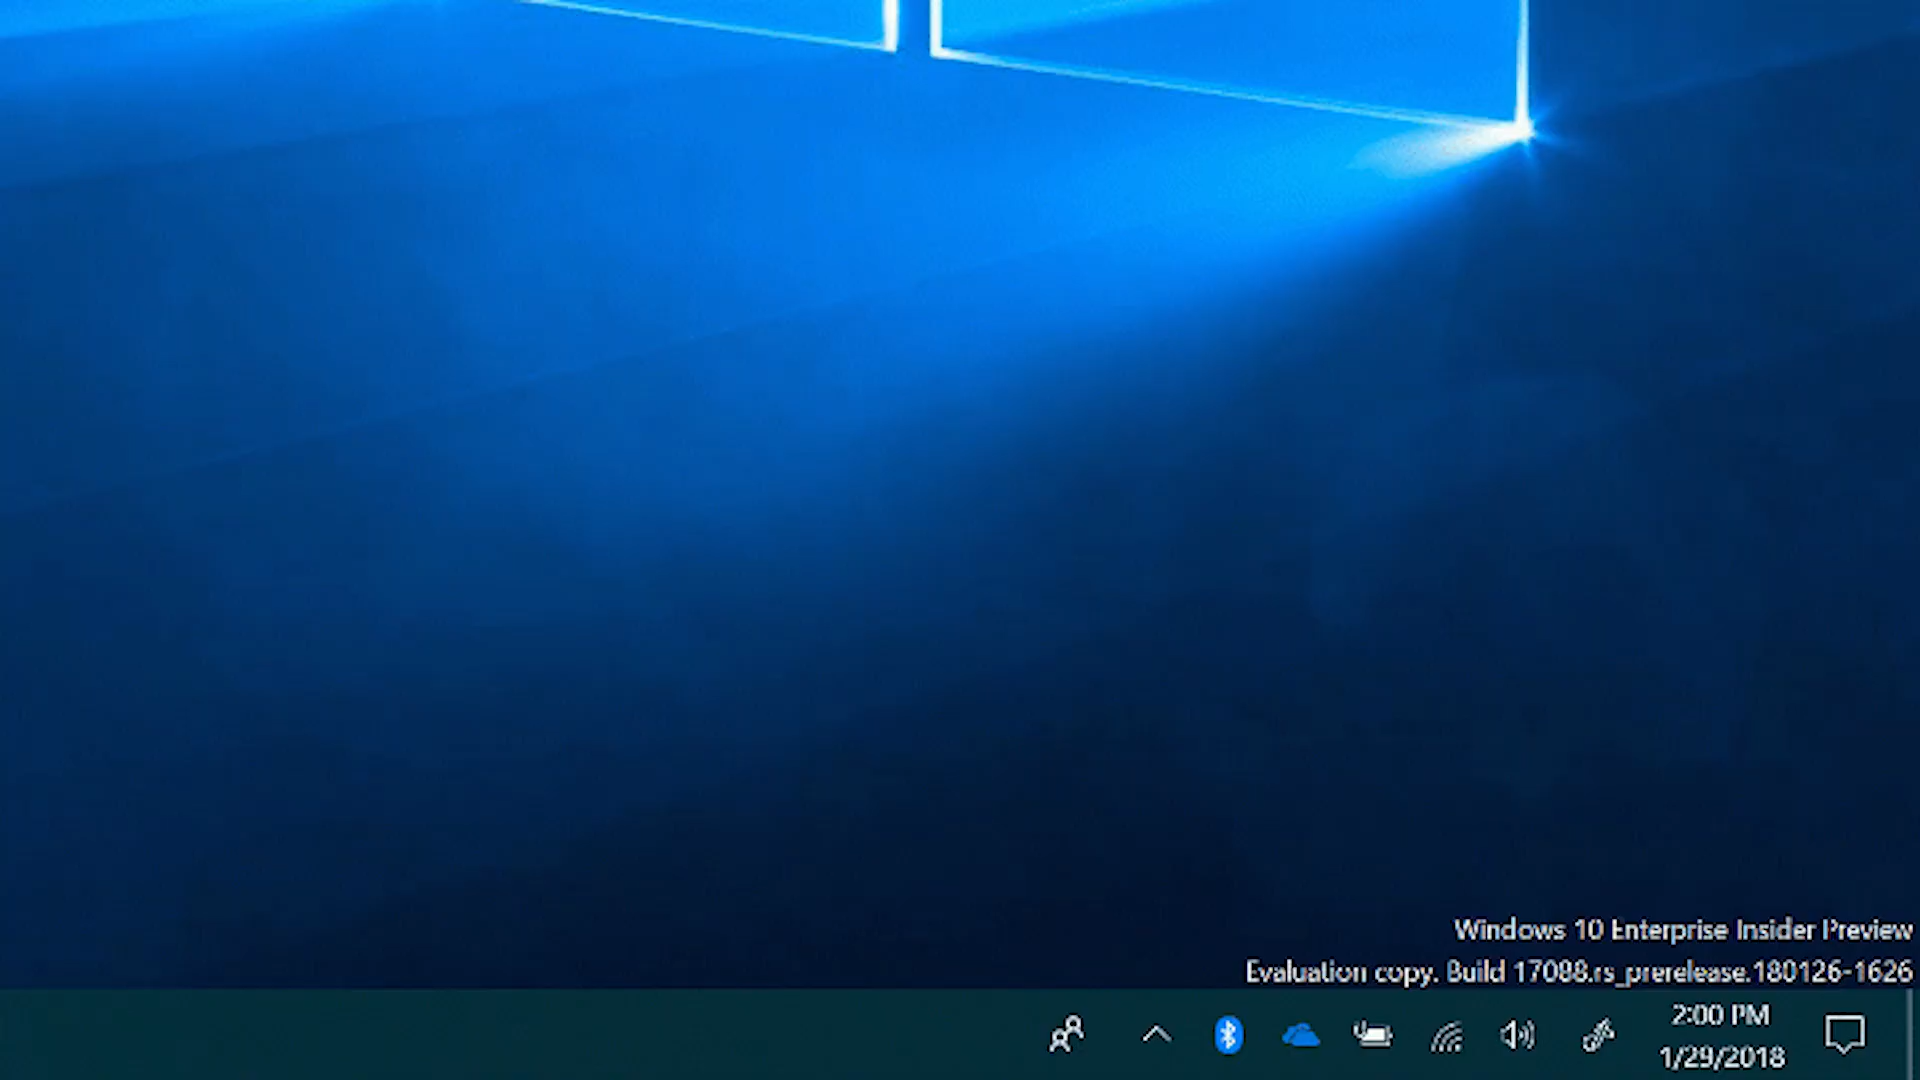 Windows 10 Enterprise Insider Preview
Evaluation copy. Build 17088.rs_prerelease.180126-1626
2:00 PM
1/29/2018